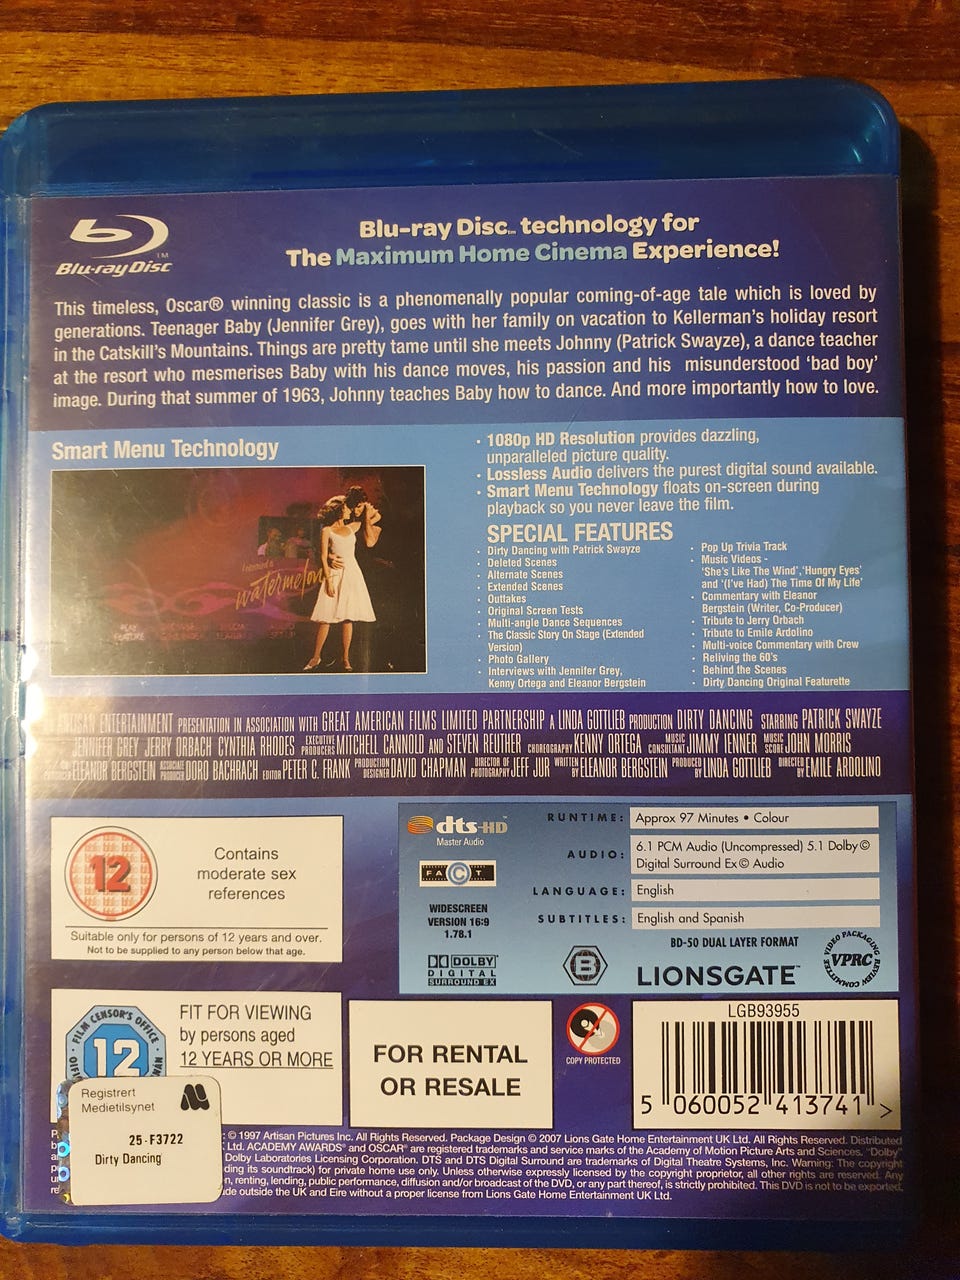 Blu-ray Disc TM
Blu-ray Disc™ technology for
The Maximum Home Cinema Experience!
This timeless, Oscar® winning classic is a phenomenally popular coming-of-age tale which is loved by
generations. Teenager Baby (Jennifer Grey), goes with her family on vacation to Kellerman's holiday resort
in the Catskill's Mountains. Things are pretty tame until she meets Johnny (Patrick Swayze), a dance teacher
at the resort who mesmerises Baby with his dance moves, his passion and his misunderstood 'bad boy'
image. During that summer of 1963, Johnny teaches Baby how to dance. And more importantly how to love.
Smart Menu Technology
I carried a
watermelon
PLAY
FEATURE
SET UP
· 1080p HD Resolution provides dazzling,
unparalleled picture quality.
· Lossless Audio delivers the purest digital sound available.
· Smart Menu Technology floats on-screen during
playback so you never leave the film.
SPECIAL FEATURES
· Dirty Dancing with Patrick Swayze
· Deleted Scenes
· Alternate Scenes
· Extended Scenes
· Outtakes
· Original Screen Tests
· Multi-angle Dance Sequences
· The Classic Story On Stage (Extended
Version)
· Photo Gallery
· Interviews with Jennifer Grey,
Kenny Ortega and Eleanor Bergstein
· Pop Up Trivia Track
· Music Videos -
'She's Like The Wind','Hungry Eyes'
and '(I've Had) The Time Of My Life'
· Commentary with Eleanor
Bergstein (Writer, Co-Producer)
· Tribute to Jerry Orbach
· Tribute to Emile Ardolino
· Multi-voice Commentary with Crew
· Reliving the 60's
· Behind the Scenes
· Dirty Dancing Original Featurette
ARTISAN ENTERTAINMENT PRESENTATION IN ASSOCIATION WITH GREAT AMERICAN FILMS LIMITED PARTNERSHIP A LINDA GOTTLIEB PRODUCTION DIRTY DANCING STARRING PATRICK SWAYZE
JENNIFER GREY JERRY ORBACH CYNTHIA RHODES EXECUTIVE PRODUCERS MITCHELL CANNOLD AND STEVEN REUTHER CHOREOGRAPHY KENNY ORTEGA MUSIC CONSULTANT JIMMY IENNER MUSIC SCORE JOHN MORRIS
ELEANOR BERGSTEIN ASSOCIATE PRODUCER DORO BACHRACH EDITOR PETER C. FRANK PRODUCTION DESIGNER DAVID CHAPMAN DIRECTOR OF PHOTOGRAPHY JEFF JUR WRITTEN BY ELEANOR BERGSTEIN PRODUCED BY LINDA GOTTLIEB DIRECTED BY EMILE ARDOLINO
12
Contains
moderate sex
references
Suitable only for persons of 12 years and over.
Not to be supplied to any person below that age.
dts-HD
Master Audio
FACT
WIDESCREEN
VERSION 16:9
1.78.1
DOLBY
DIGITAL
SURROUND EX
RUNTIME: Approx 97 Minutes • Colour
AUDIO: 6.1 PCM Audio (Uncompressed) 5.1 Dolby©
Digital Surround Ex© Audio
LANGUAGE: English
SUBTITLES: English and Spanish
BD-50 DUAL LAYER FORMAT
B
LIONSGATE™
VIDEO PACKAGING REVIEW COMMITTEE
VPRC
FILM CENSOR'S OFFICE
12
FIT FOR VIEWING
by persons aged
12 YEARS OR MORE
FOR RENTAL
OR RESALE
COPY PROTECTED
LGB93955
5 060052 413741 >
Registrert
Medietilsynet
25-F3722
Dirty Dancing
: © 1997 Artisan Pictures Inc. All Rights Reserved. Package Design © 2007 Lions Gate Home Entertainment UK Ltd. All Rights Reserved. Distributed
Ltd. ACADEMY AWARDS® and OSCAR® are registered trademarks and service marks of the Academy of Motion Picture Arts and Sciences. "Dolby"
Dolby Laboratories Licensing Corporation. DTS and DTS Digital Surround are trademarks of Digital Theatre Systems, Inc. Warning: The copyright
ding its soundtrack) for private home use only. Unless otherwise expressly licensed by the copyright proprietor, all other rights are reserved. Any
n, renting, lending, public performance, diffusion and/or broadcast of the DVD, or any part thereof, is strictly prohibited. This DVD is not to be exported,
de outside the UK and Eire without a proper license from Lions Gate Home Entertainment UK Ltd.